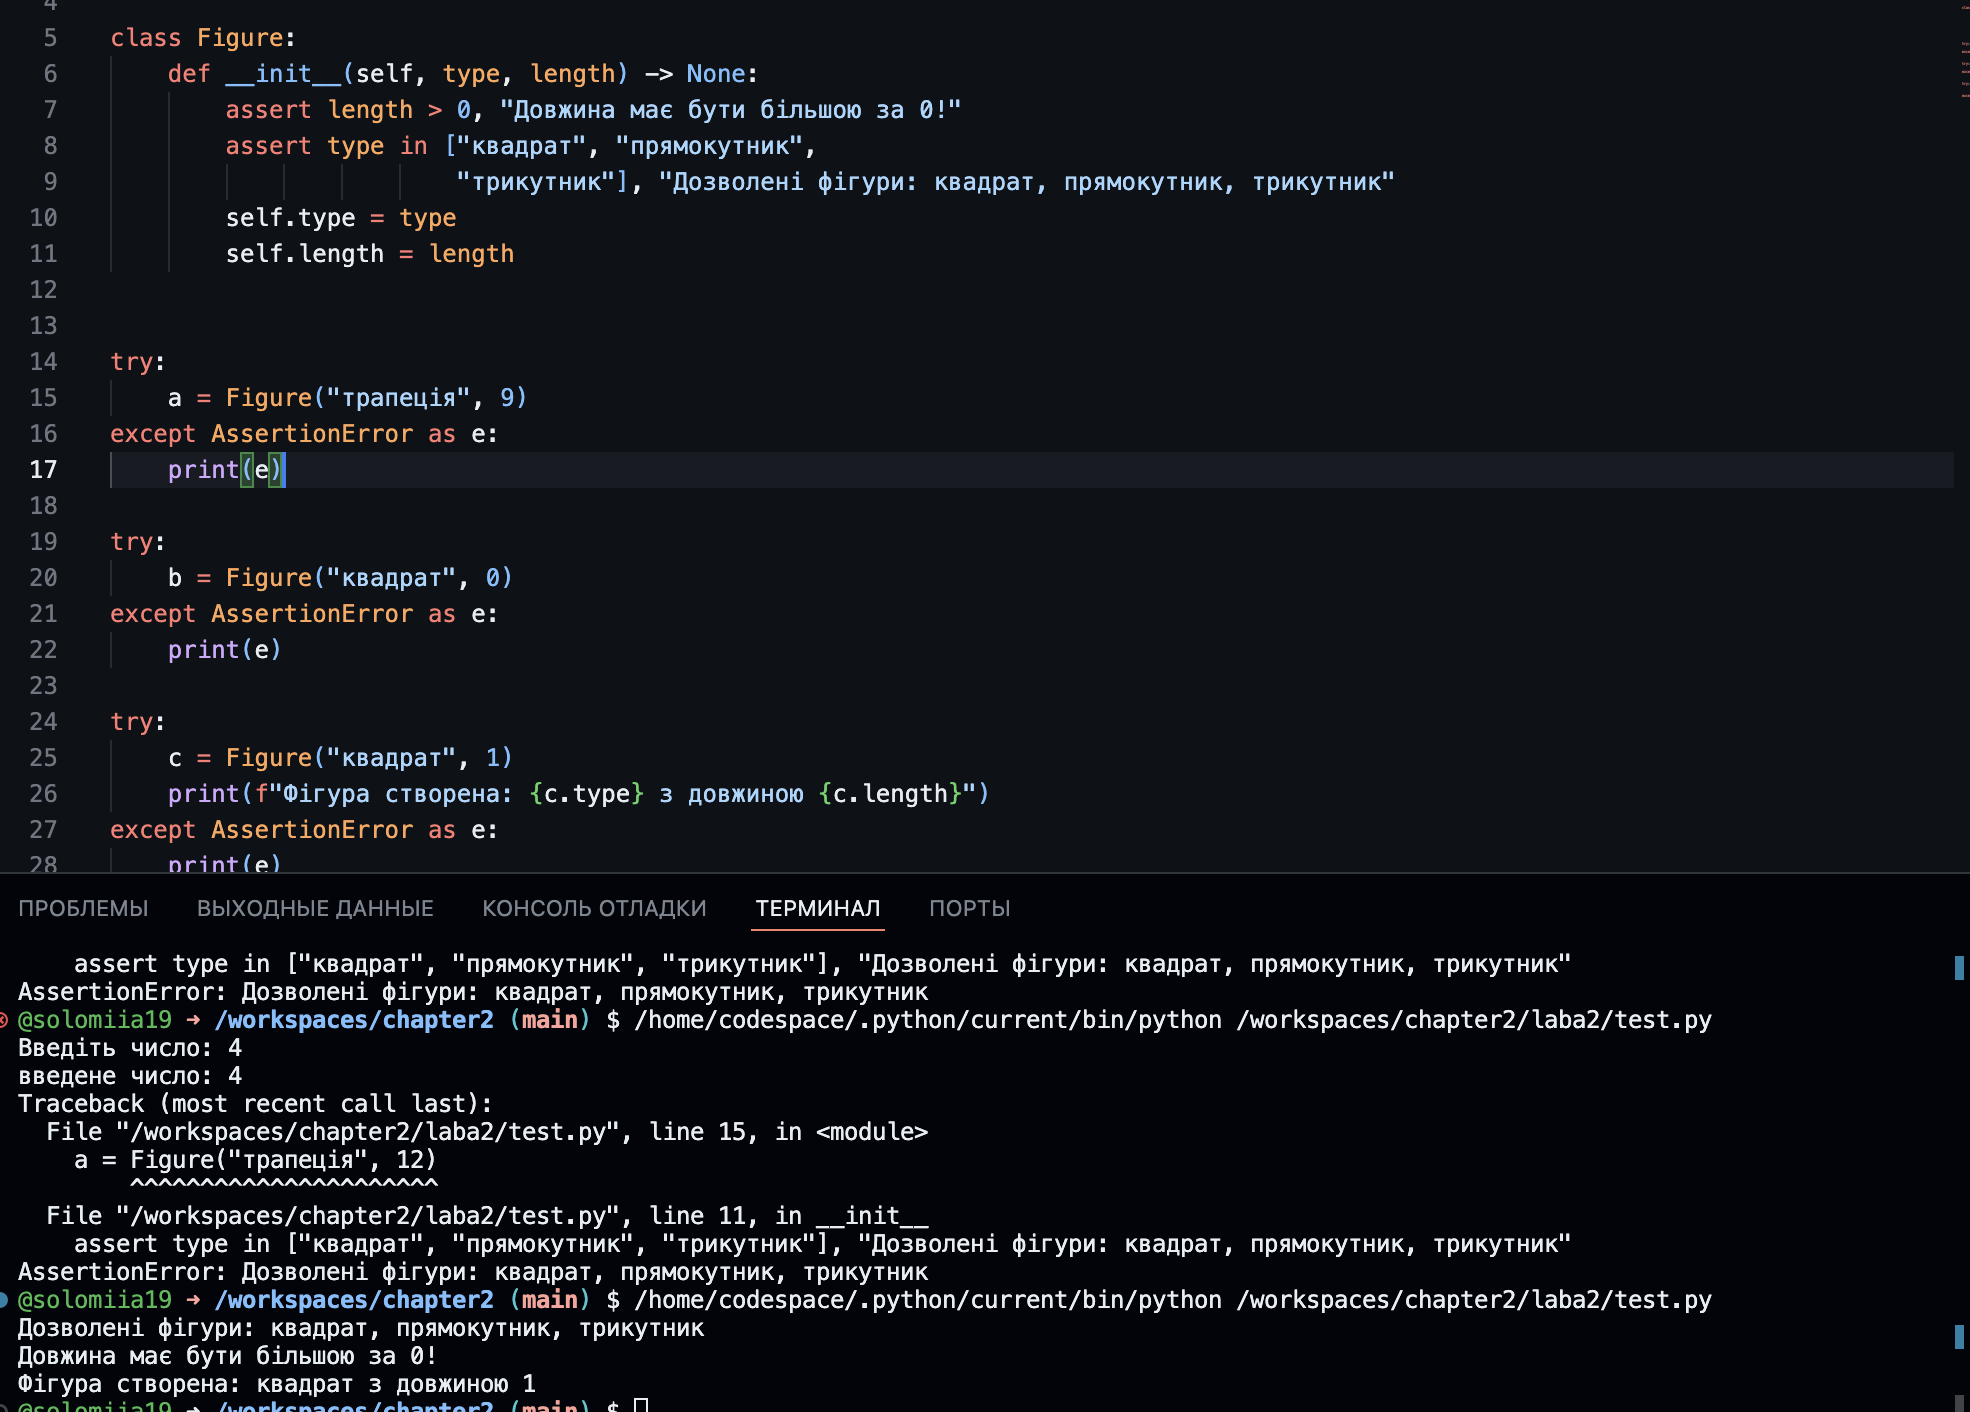 4
5 class Figure:
6 def __init__(self, type, length) -> None:
7 assert length > 0, "Довжина має бути більшою за 0!"
8 assert type in ["квадрат", "прямокутник",
9 "трикутник"], "Дозволені фігури: квадрат, прямокутник, трикутник"
10 self.type = type
11 self.length = length
12
13
14 try:
15 a = Figure("трапеція", 9)
16 except AssertionError as e:
17 print(e)
18
19 try:
20 b = Figure("квадрат", 0)
21 except AssertionError as e:
22 print(e)
23
24 try:
25 c = Figure("квадрат", 1)
26 print(f"Фігура створена: {c.type} з довжиною {c.length}")
27 except AssertionError as e:
28 print(e)
ПРОБЛЕМЫ ВЫХОДНЫЕ ДАННЫЕ КОНСОЛЬ ОТЛАДКИ ТЕРМИНАЛ ПОРТЫ
assert type in ["квадрат", "прямокутник", "трикутник"], "Дозволені фігури: квадрат, прямокутник, трикутник"
AssertionError: Дозволені фігури: квадрат, прямокутник, трикутник
@solomiia19 → /workspaces/chapter2 (main) $ /home/codespace/.python/current/bin/python /workspaces/chapter2/laba2/test.py
Введіть число: 4
введене число: 4
Traceback (most recent call last):
File "/workspaces/chapter2/laba2/test.py", line 15, in <module>
a = Figure("трапеція", 12)
^^^^^^^^^^^^^^^^^^^^^^
File "/workspaces/chapter2/laba2/test.py", line 11, in __init__
assert type in ["квадрат", "прямокутник", "трикутник"], "Дозволені фігури: квадрат, прямокутник, трикутник"
AssertionError: Дозволені фігури: квадрат, прямокутник, трикутник
@solomiia19 → /workspaces/chapter2 (main) $ /home/codespace/.python/current/bin/python /workspaces/chapter2/laba2/test.py
Дозволені фігури: квадрат, прямокутник, трикутник
Довжина має бути більшою за 0!
Фігура створена: квадрат з довжиною 1
@solomiia19 → /workspaces/chapter2 (main) $